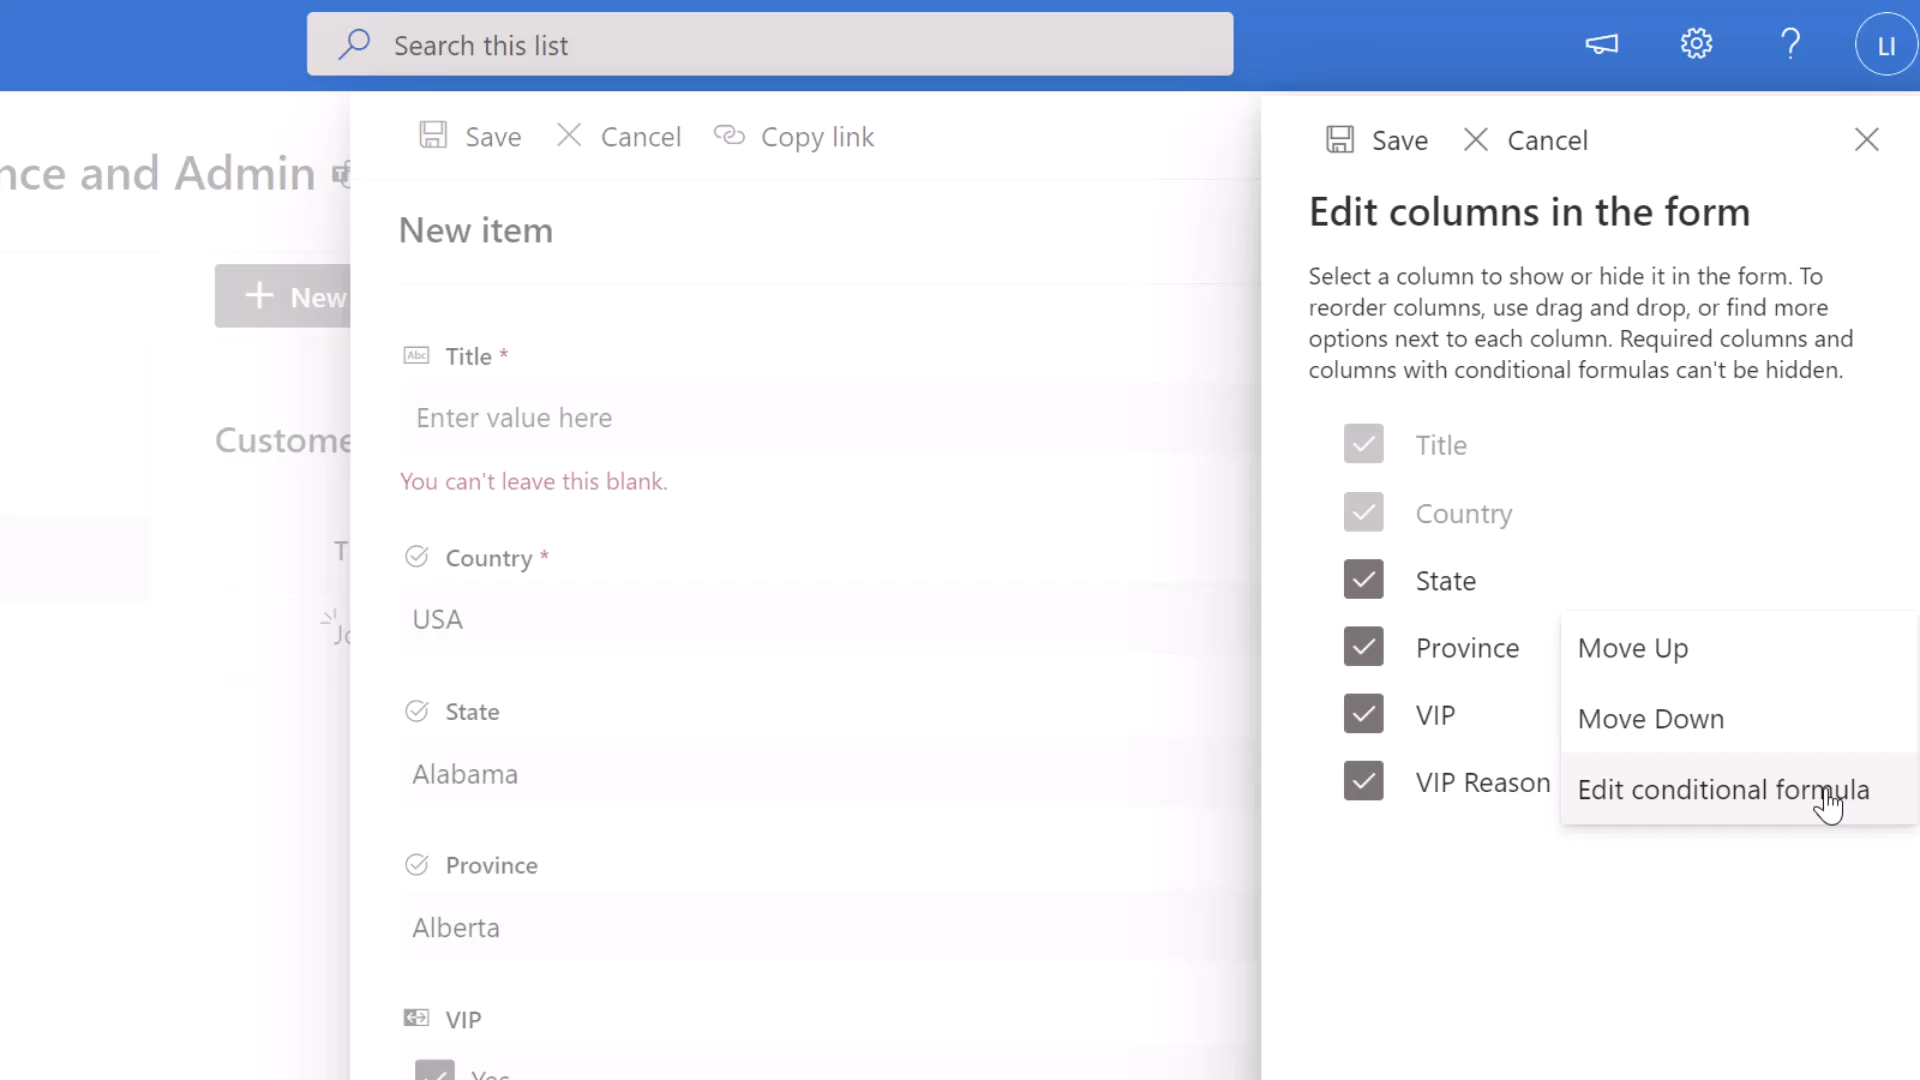 Search this list
LI
nce and Admin
New
Custome
T
Jo
Save
Cancel
Copy link
New item
Abc
Title *
Enter value here
You can't leave this blank.
Country *
USA
State
Alabama
Province
Alberta
VIP
Yes
Save
Cancel
Edit columns in the form
Select a column to show or hide it in the form. To
reorder columns, use drag and drop, or find more
options next to each column. Required columns and
columns with conditional formulas can't be hidden.
Title
Country
State
Province
VIP
VIP Reason
Move Up
Move Down
Edit conditional formula